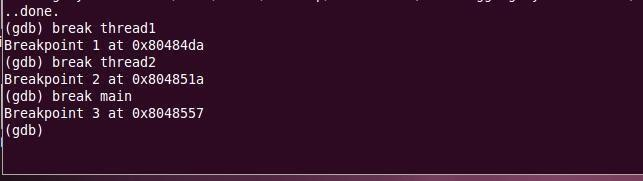 ..done.
(gdb) break thread1
Breakpoint 1 at 0x80484da
(gdb) break thread2
Breakpoint 2 at 0x804851a
(gdb) break main
Breakpoint 3 at 0x8048557
(gdb)